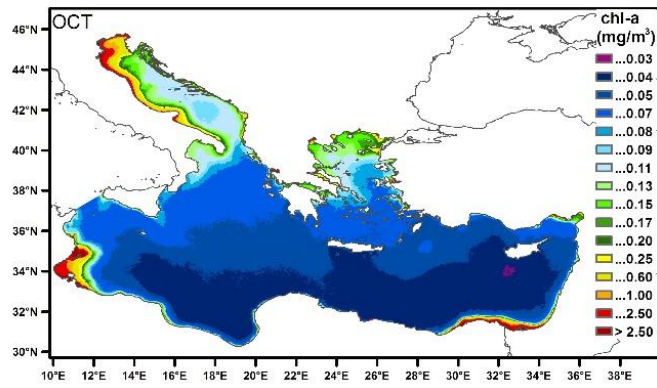 OCT
chl-a
(mg/m³)
...0.03
...0.04
...0.05
...0.07
...0.08
...0.09
...0.11
...0.13
...0.15
...0.17
...0.20
...0.25
...0.60
...1.00
...2.50
> 2.50
46°N
44°N
42°N
40°N
38°N
36°N
34°N
32°N
30°N
10°E 12°E 14°E 16°E 18°E 20°E 22°E 24°E 26°E 28°E 30°E 32°E 34°E 36°E 38°E